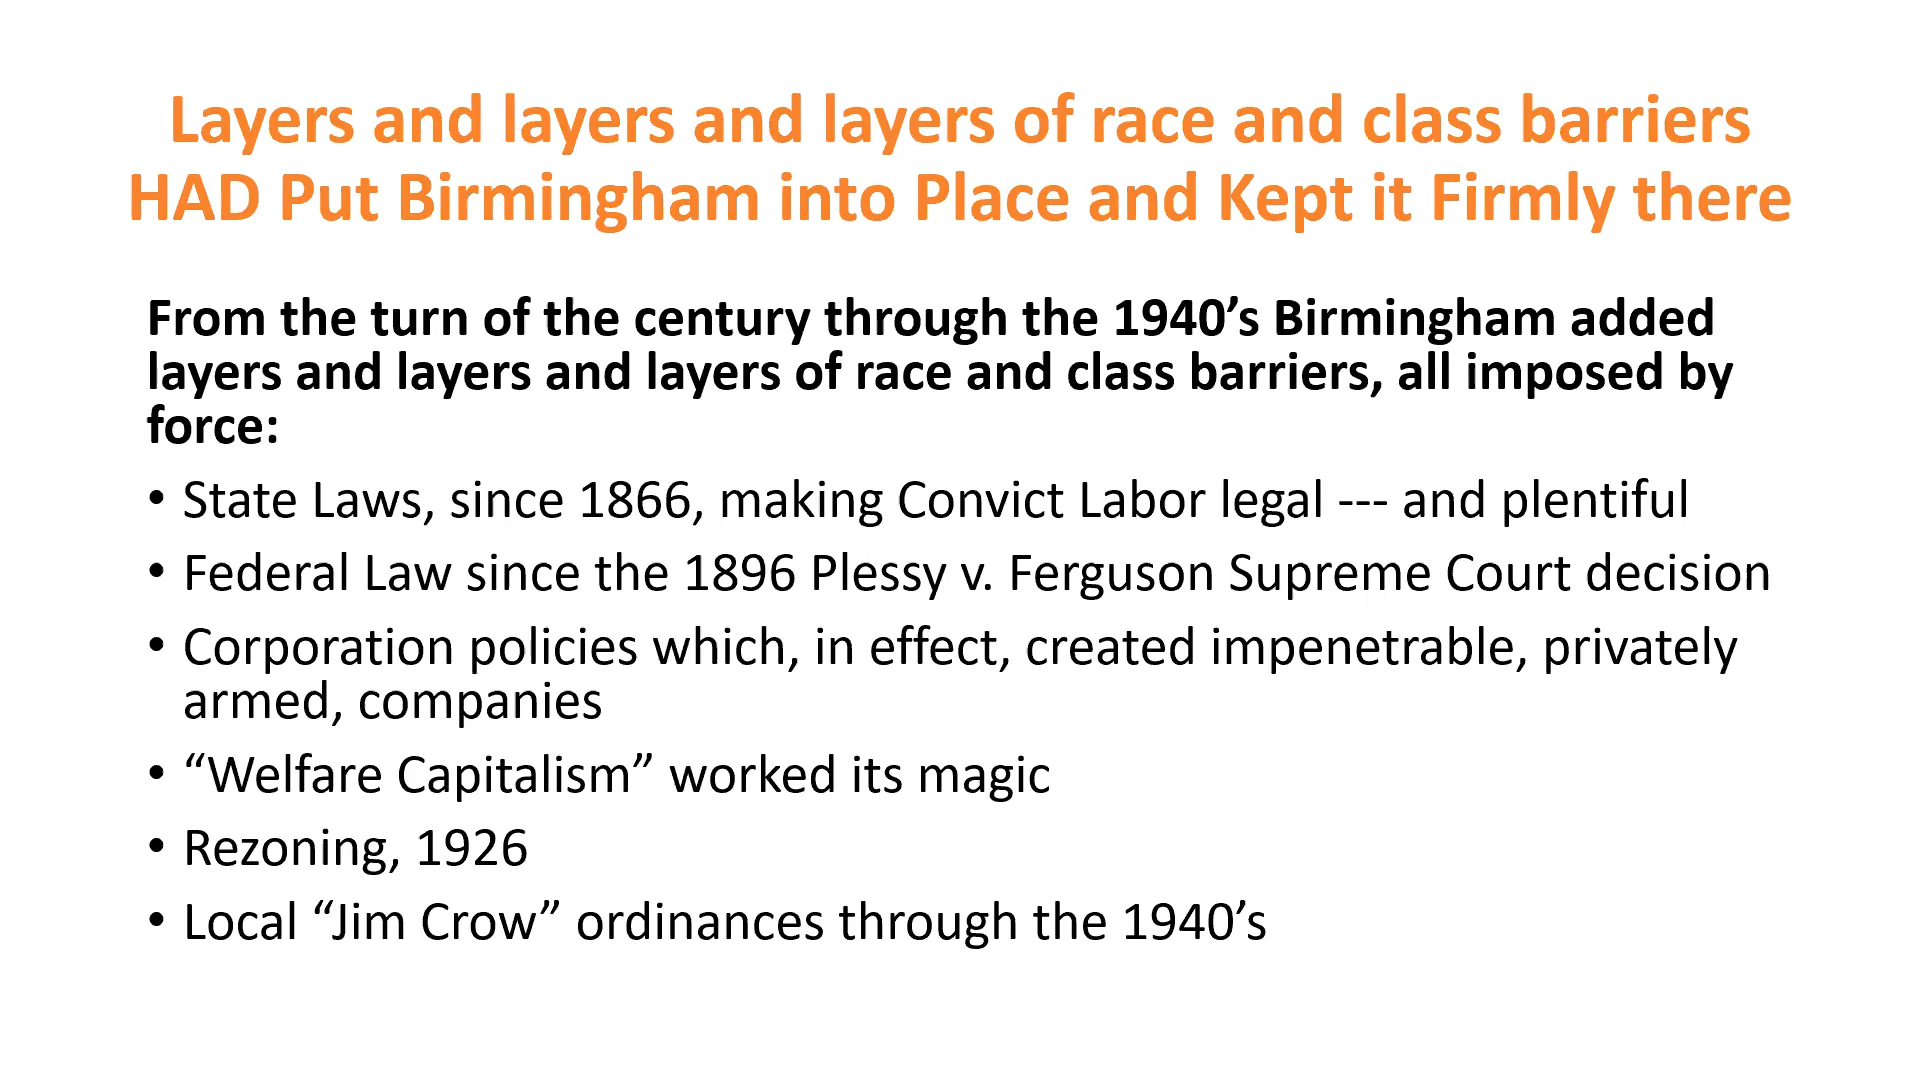 Layers and layers and layers of race and class barriers
HAD Put Birmingham into Place and Kept it Firmly there
From the turn of the century through the 1940’s Birmingham added
layers and layers and layers of race and class barriers, all imposed by
force:
• State Laws, since 1866, making Convict Labor legal --- and plentiful
• Federal Law since the 1896 Plessy v. Ferguson Supreme Court decision
• Corporation policies which, in effect, created impenetrable, privately
armed, companies
• “Welfare Capitalism” worked its magic
• Rezoning, 1926
• Local “Jim Crow” ordinances through the 1940’s